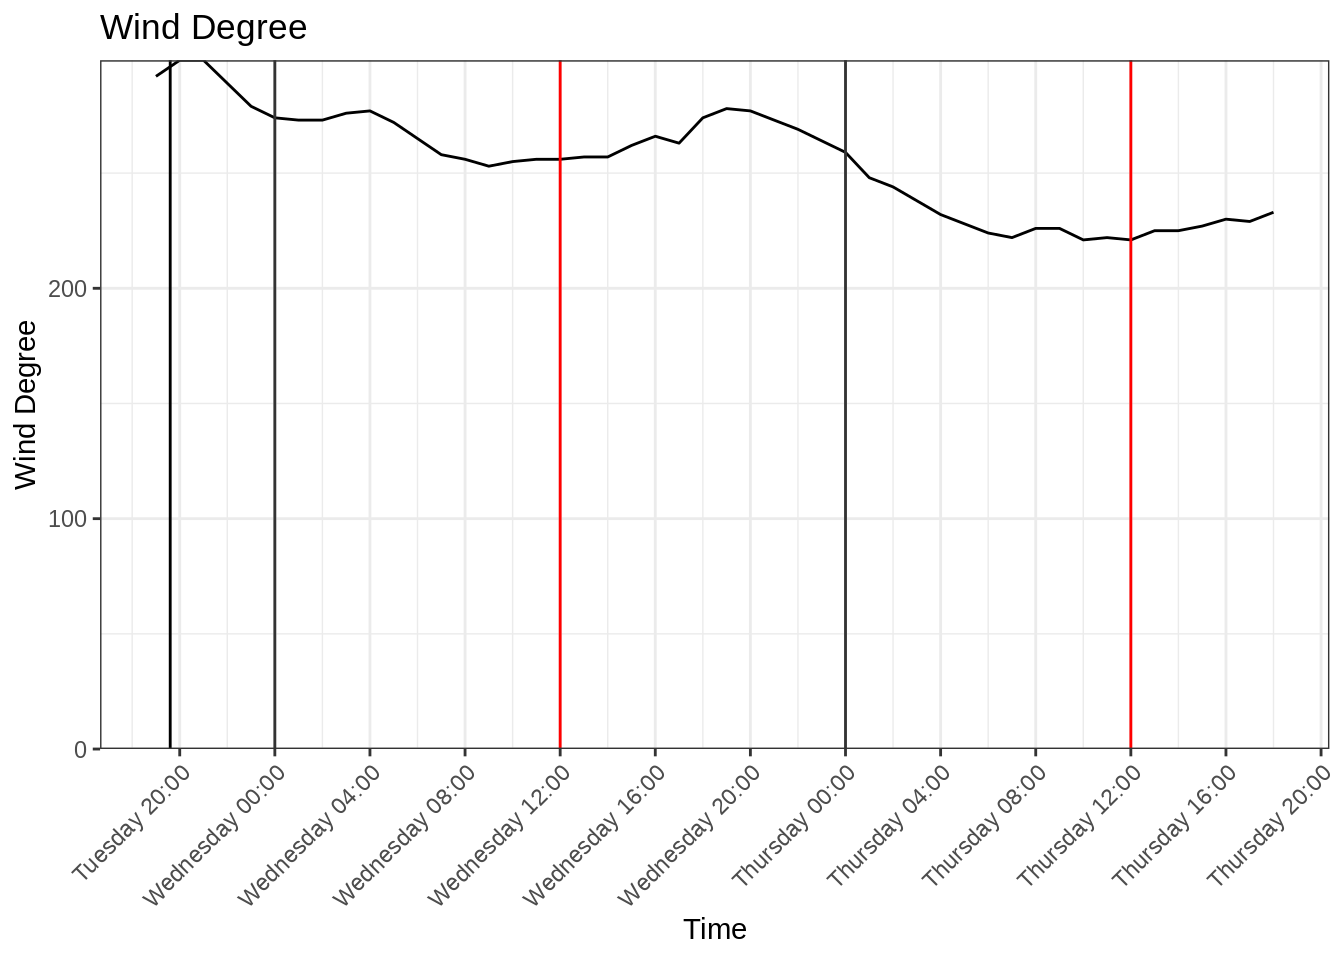 Wind Degree
Wind Degree
200
100
0
Tuesday 20:00
Wednesday 00:00
Wednesday 04:00
Wednesday 08:00
Wednesday 12:00
Wednesday 16:00
Wednesday 20:00
Thursday 00:00
Thursday 04:00
Thursday 08:00
Thursday 12:00
Thursday 16:00
Thursday 20:00
Time